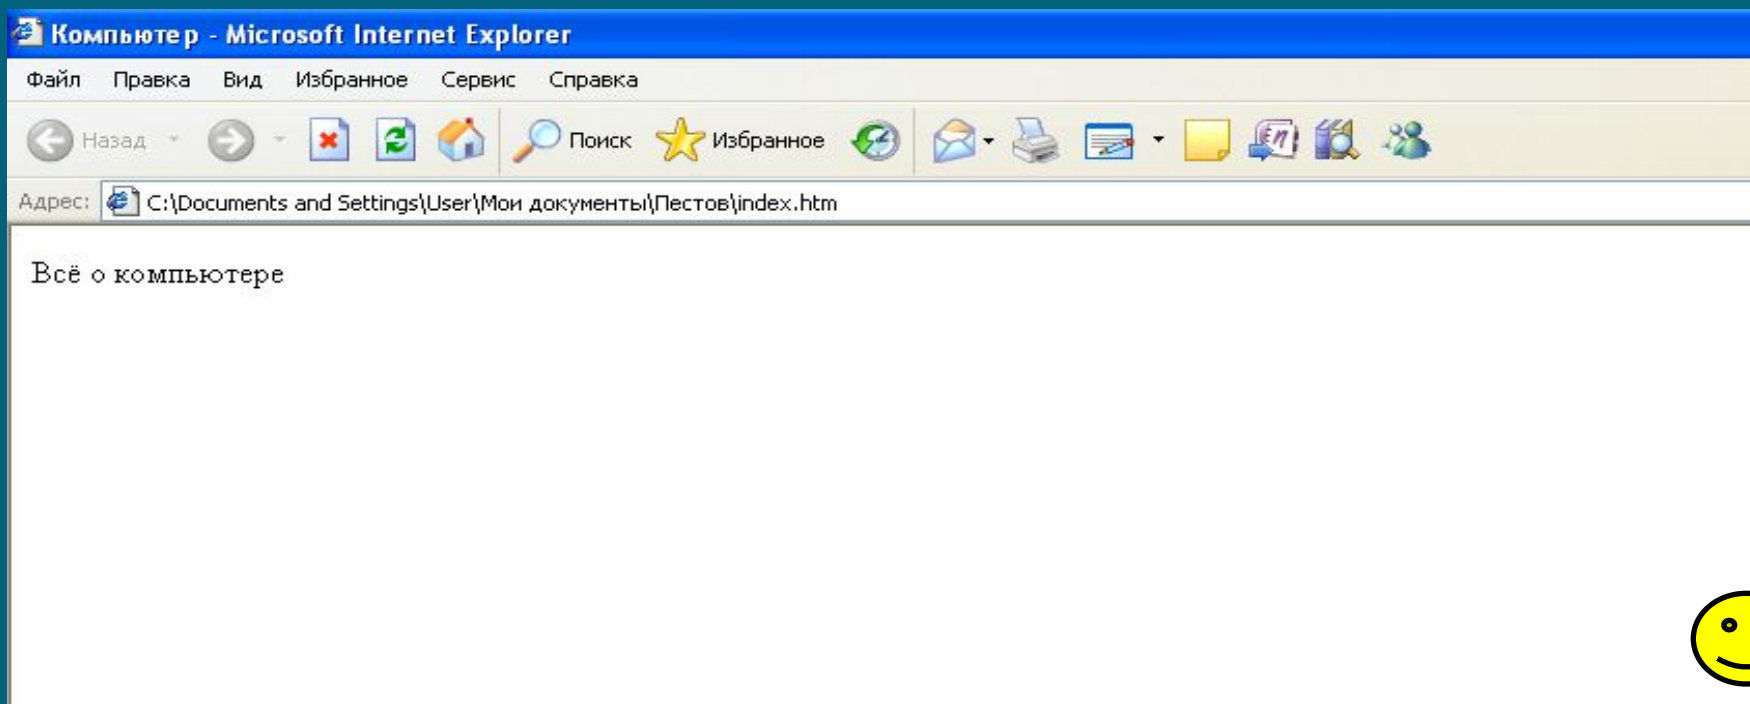 Компьютер - Microsoft Internet Explorer
Файл Правка Вид Избранное Сервис Справка
Назад Поиск Избранное
Адрес: C:\Documents and Settings\User\Мои документы\Пестов\index.htm
Всё о компьютере